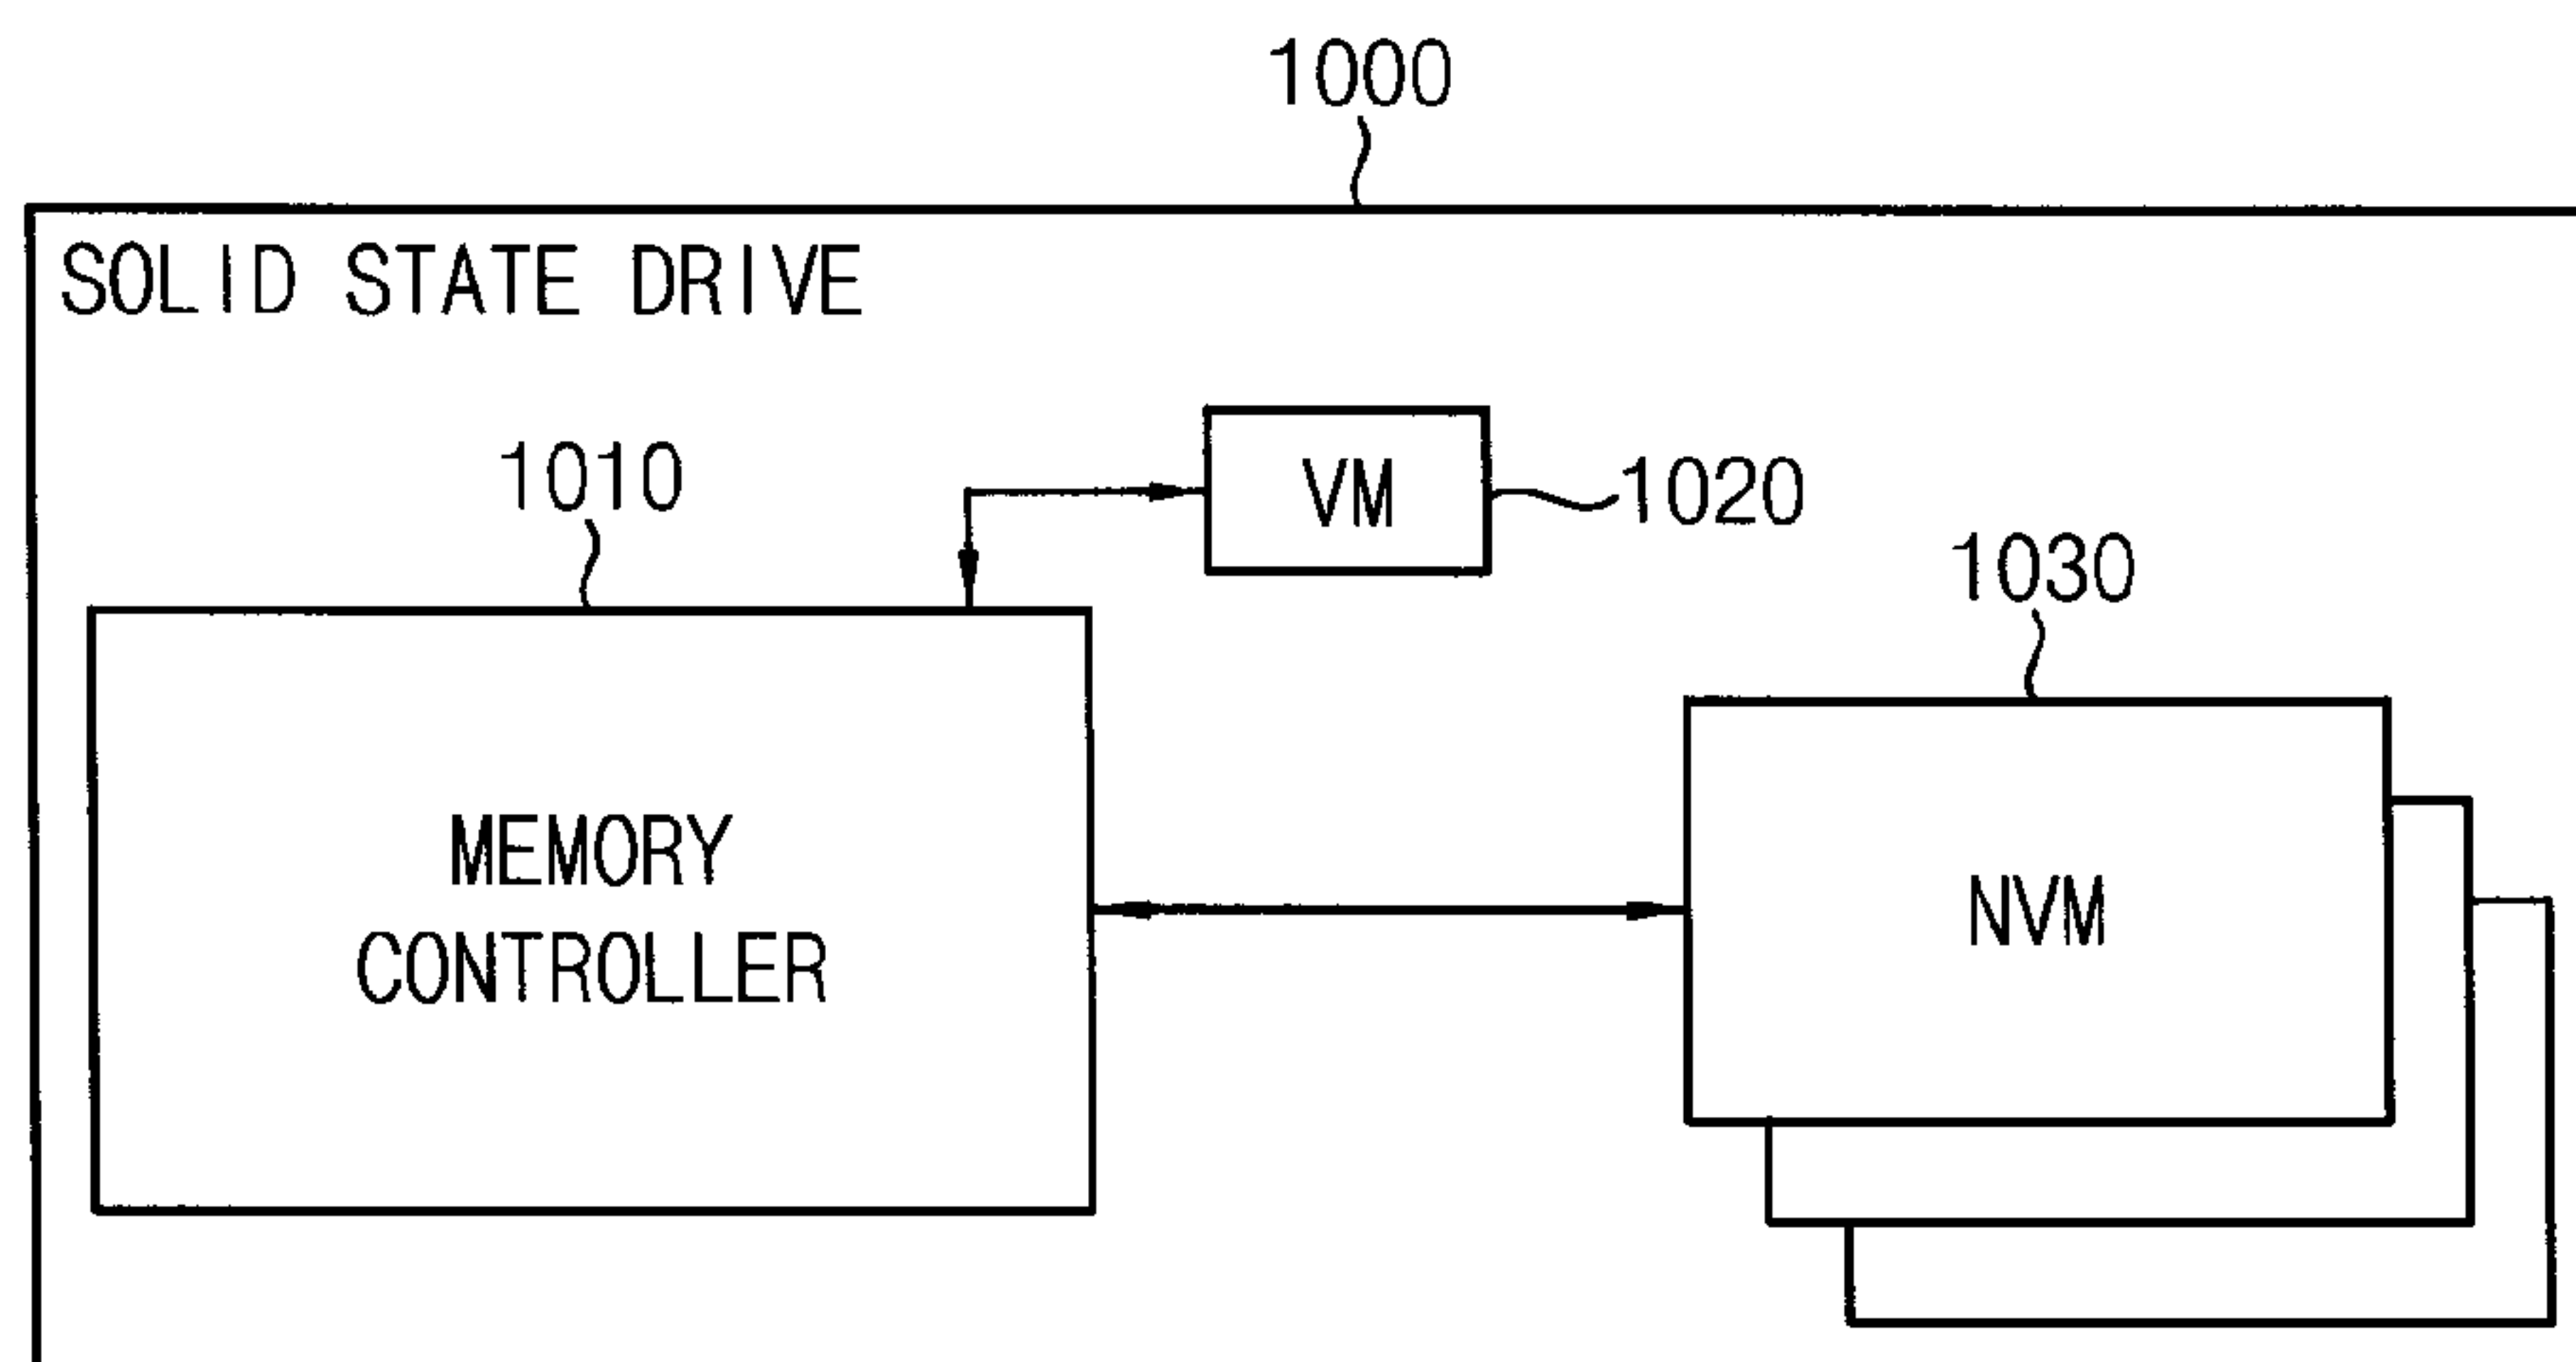 1000
SOLID STATE DRIVE
1010
VM
1020
1030
MEMORY
CONTROLLER
NVM